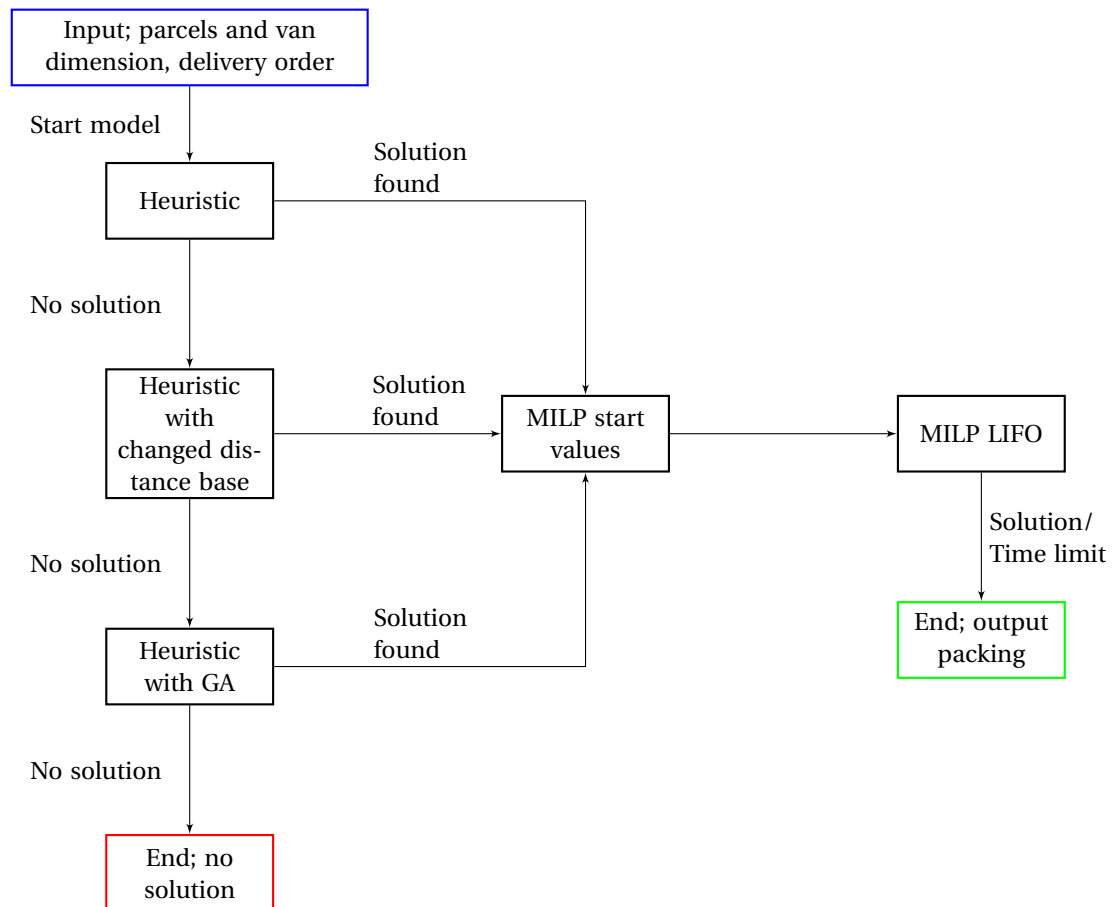 Input; parcels and van
dimension, delivery order
Start model
Heuristic
Solution
found
No solution
Heuristic
with
changed dis-
tance base
Solution
found
MILP start
values
MILP LIFO
No solution
Solution/
Time limit
Heuristic
with GA
Solution
found
End; output
packing
No solution
End; no
solution